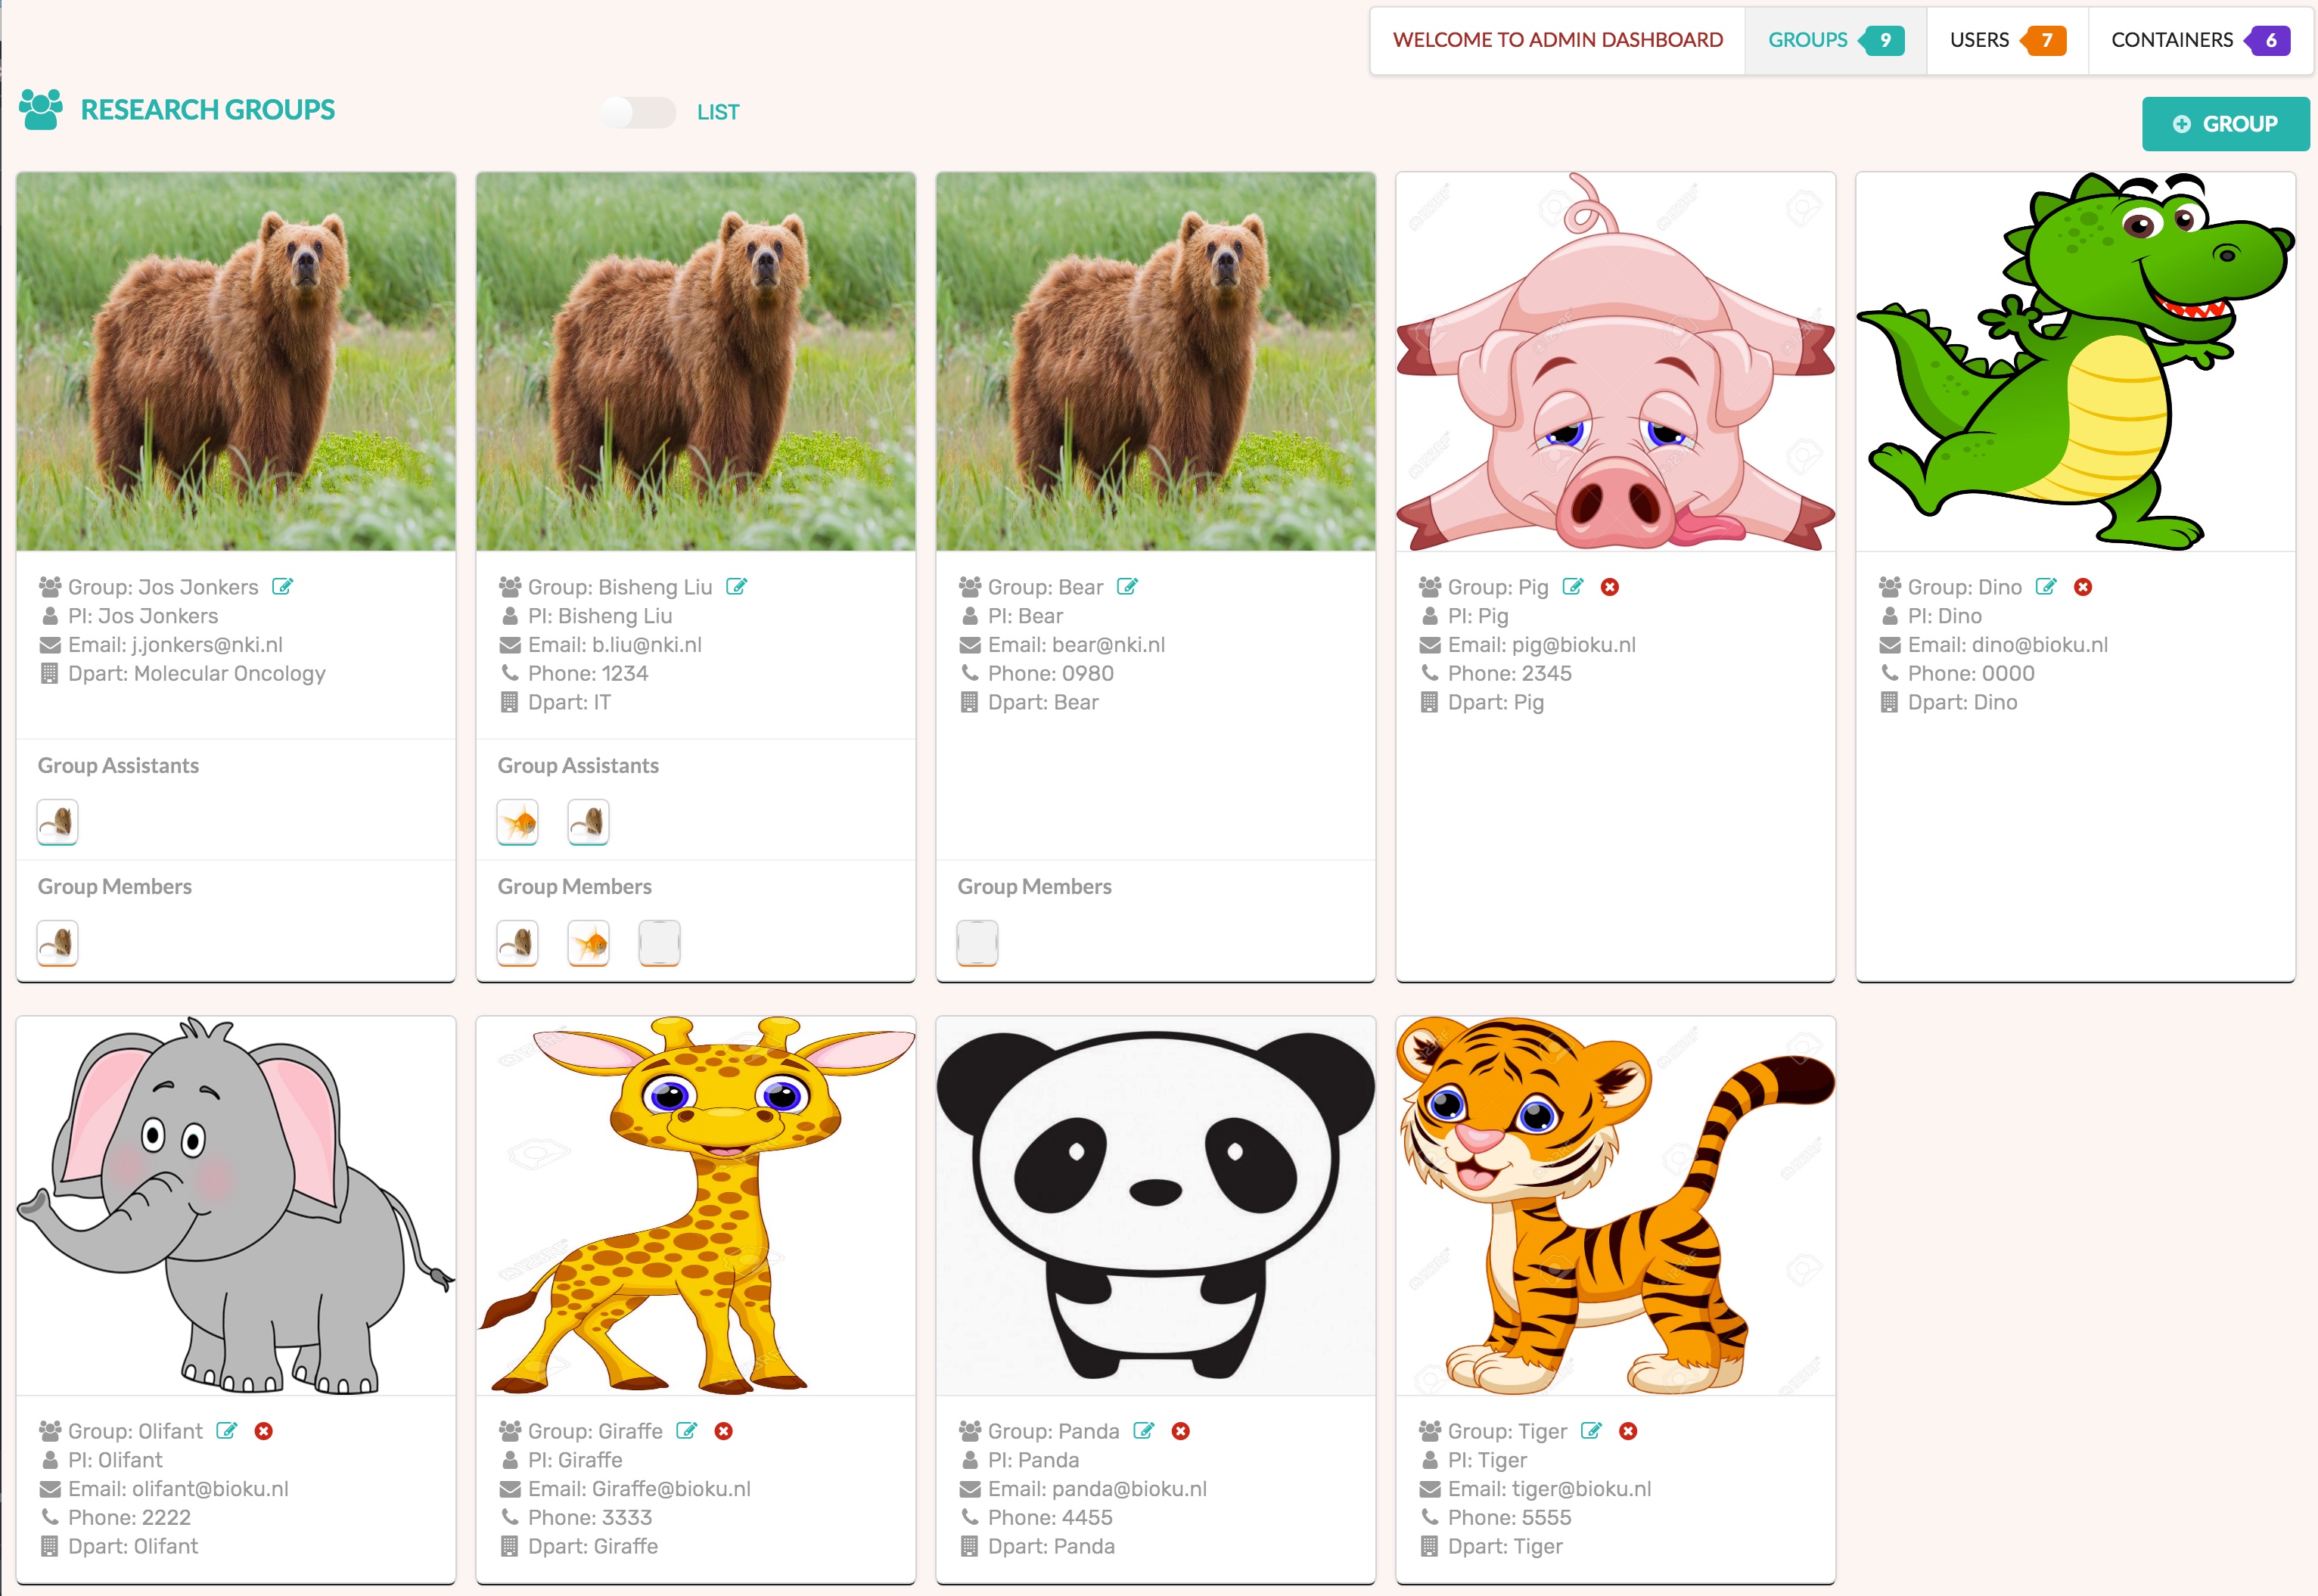 WELCOME TO ADMIN DASHBOARD GROUPS 9 USERS 7 CONTAINERS 6
RESEARCH GROUPS
LIST
GROUP
Group: Jos Jonkers
PI: Jos Jonkers
Email: j.jonkers@nki.nl
Dpart: Molecular Oncology
Group Assistants
Group Members
Group: Bisheng Liu
PI: Bisheng Liu
Email: b.liu@nki.nl
Phone: 1234
Dpart: IT
Group Assistants
Group Members
Group: Bear
PI: Bear
Email: bear@nki.nl
Phone: 0980
Dpart: Bear
Group Members
Group: Pig
PI: Pig
Email: pig@bioku.nl
Phone: 2345
Dpart: Pig
Group: Dino
PI: Dino
Email: dino@bioku.nl
Phone: 0000
Dpart: Dino
Group: Olifant
PI: Olifant
Email: olifant@bioku.nl
Phone: 2222
Dpart: Olifant
Group: Giraffe
PI: Giraffe
Email: Giraffe@bioku.nl
Phone: 3333
Dpart: Giraffe
Group: Panda
PI: Panda
Email: panda@bioku.nl
Phone: 4455
Dpart: Panda
Group: Tiger
PI: Tiger
Email: tiger@bioku.nl
Phone: 5555
Dpart: Tiger